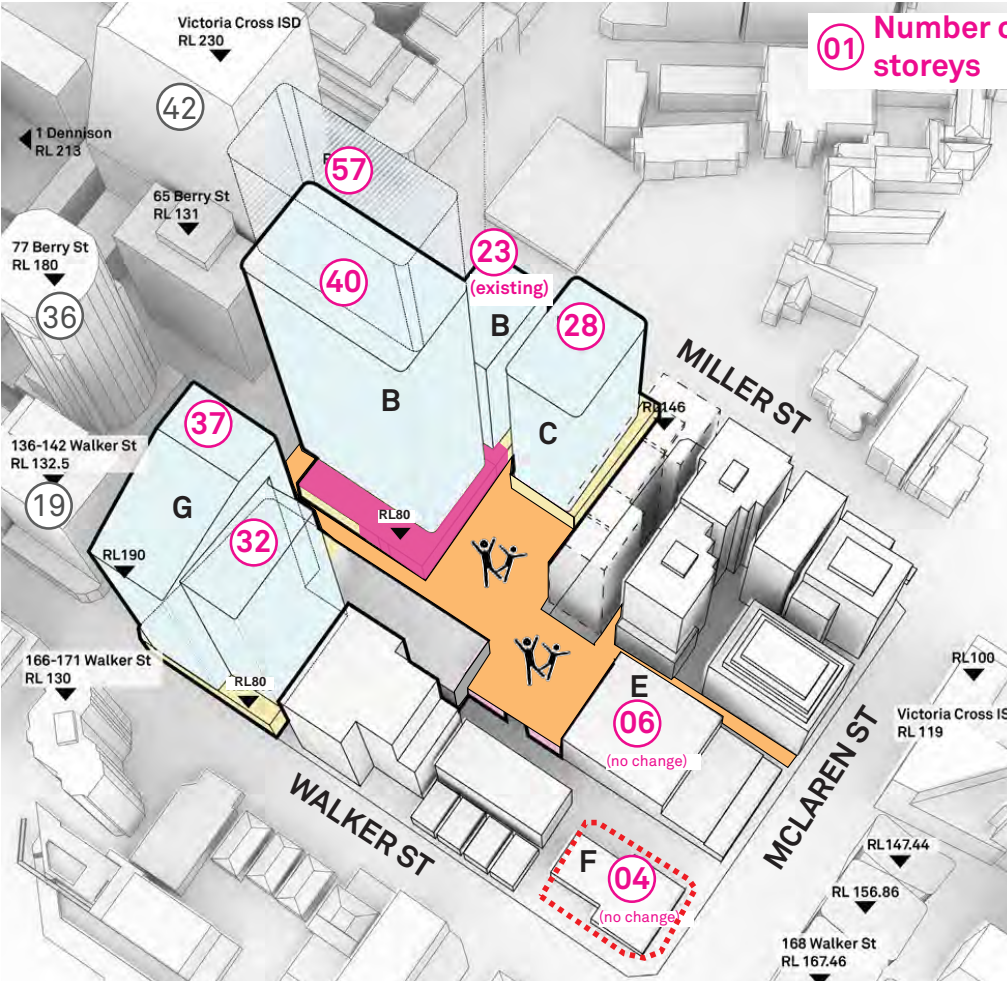 Victoria Cross ISD
RL 230
01
Number o
storeys
42
1 Dennison
RL 213
57
65 Berry St
RL 131
77 Berry St
RL 180
36
40
23
(existing)
B
28
MILLER ST
RL146
B
C
37
136-142 Walker St
RL 132.5
19
G
32
RL80
RL190
166-171 Walker St
RL 130
RL80
E
06
(no change)
RL100
Victoria Cross IS
RL 119
WALKER ST
MCLAREN ST
F
04
(no change)
RL147.44
RL 156.86
168 Walker St
RL 167.46